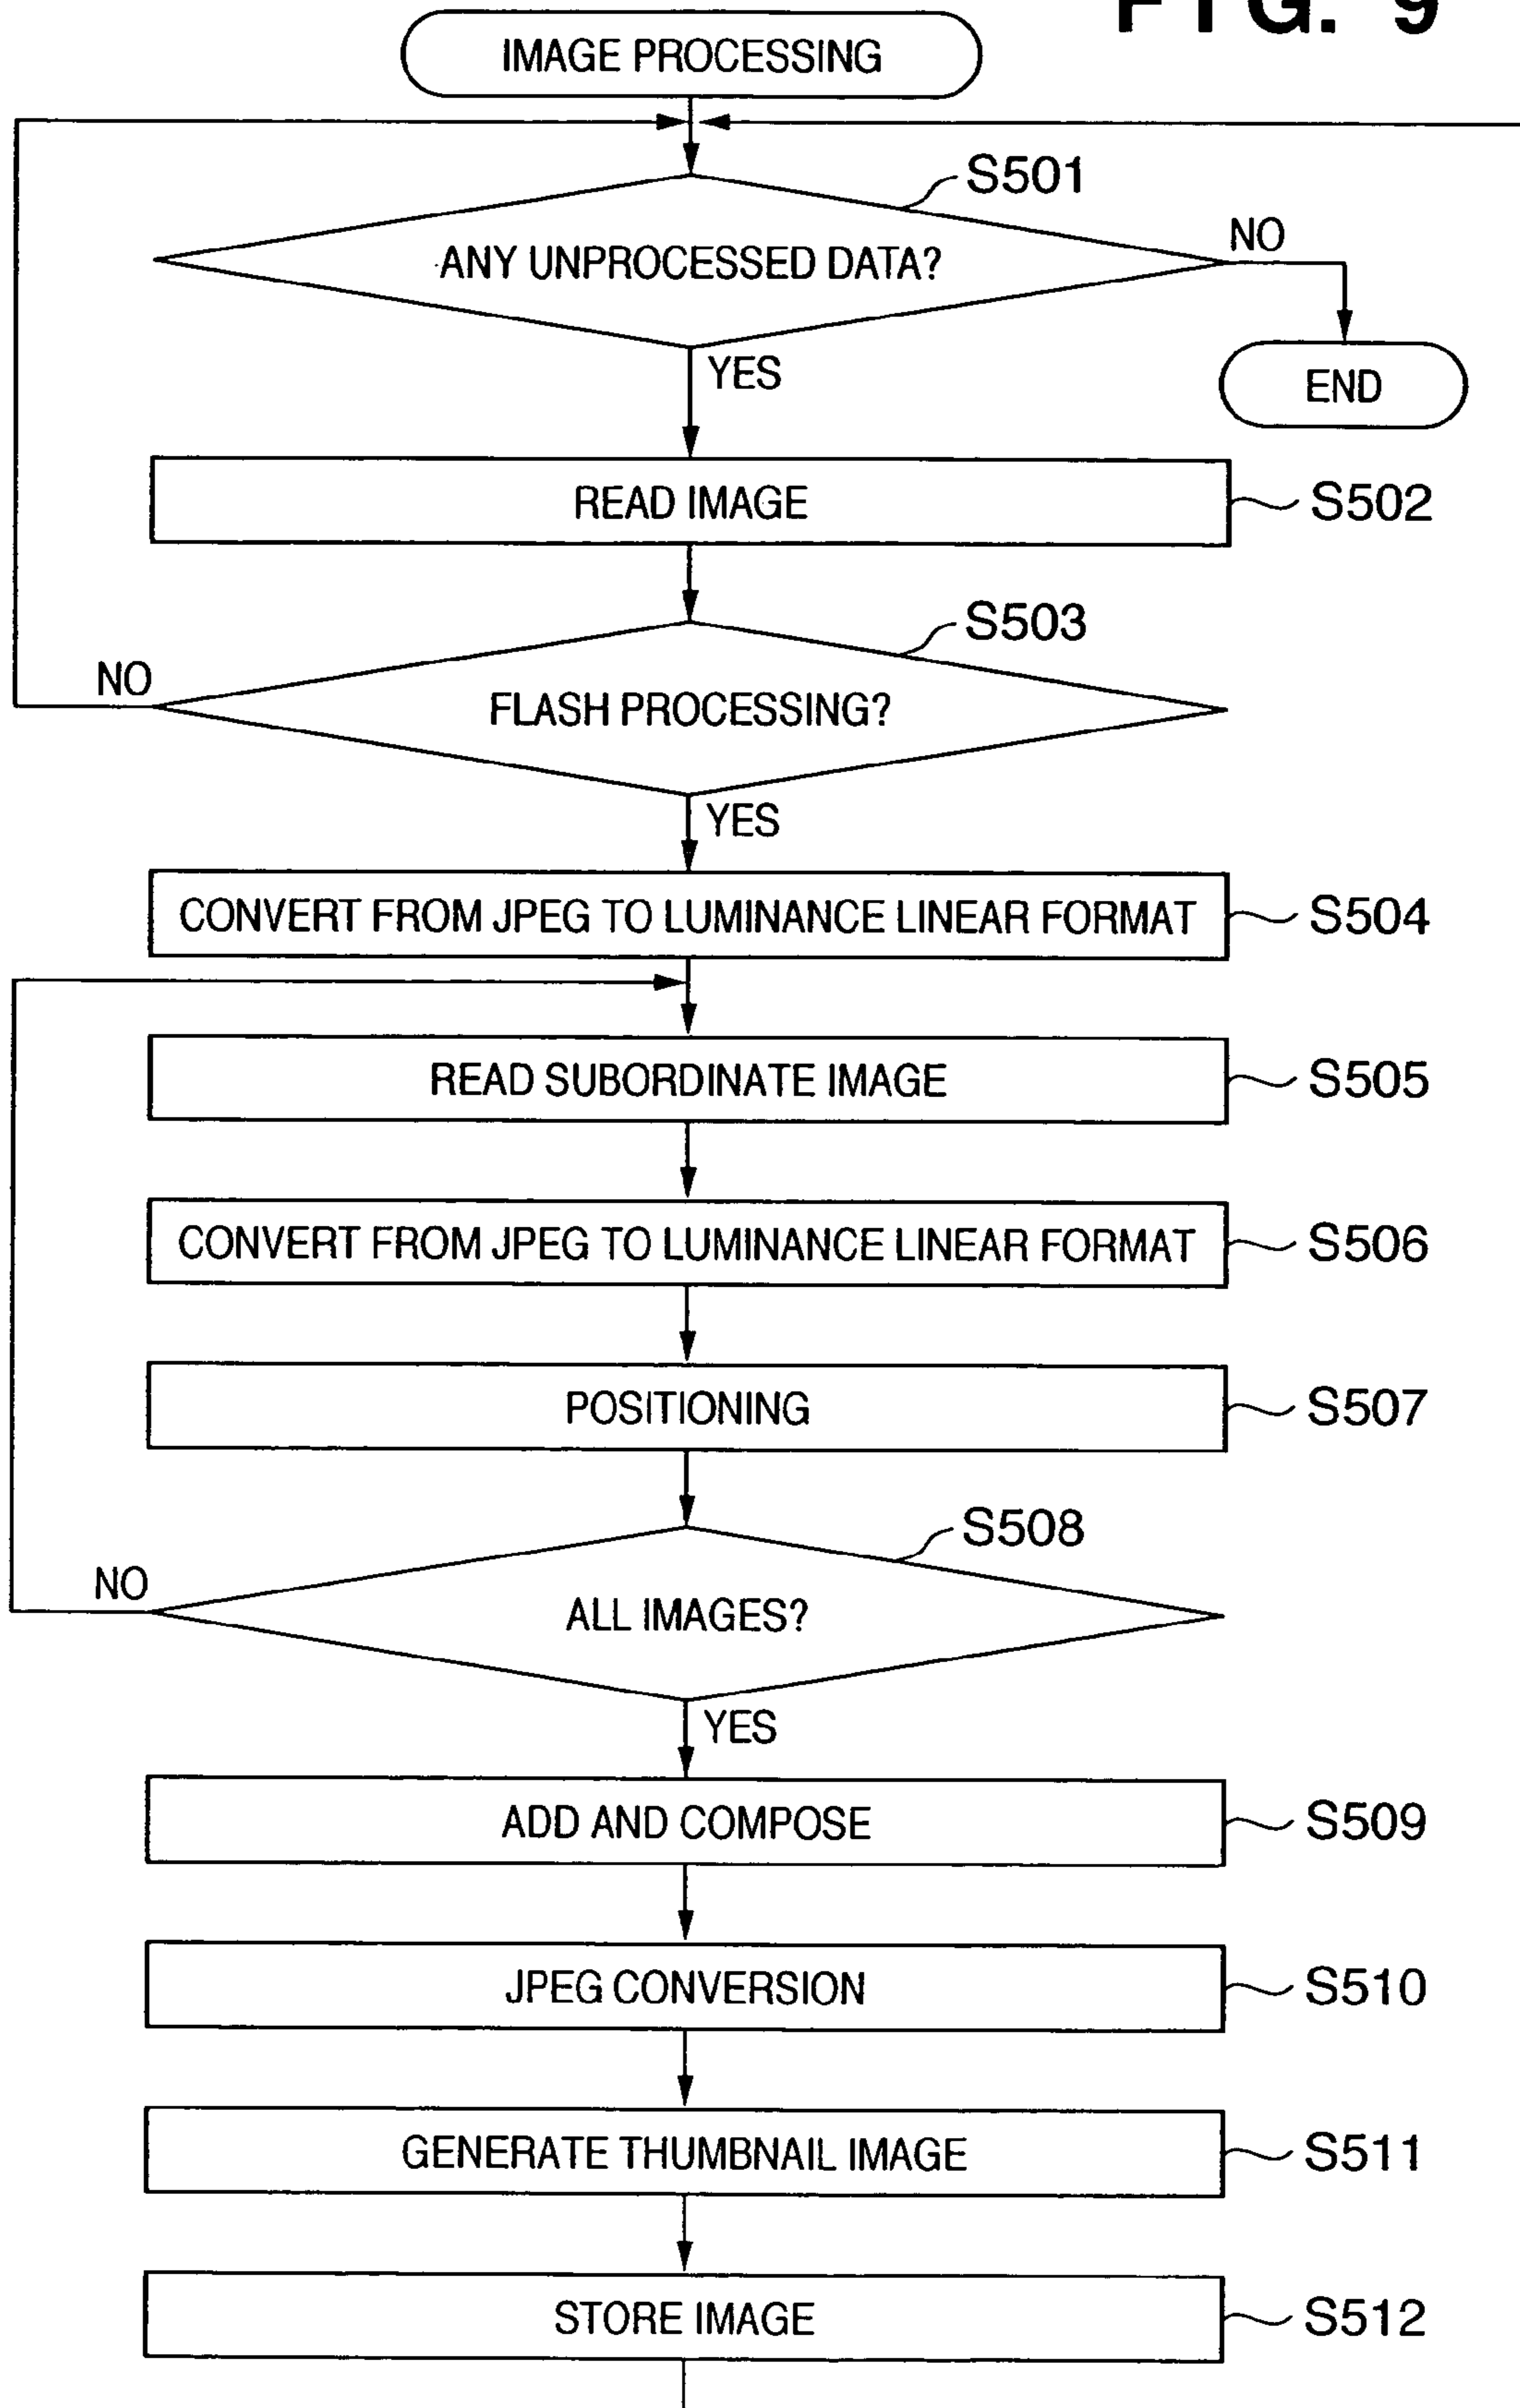 FIG. 9
IMAGE PROCESSING
S501
ANY UNPROCESSED DATA?
NO
YES
END
READ IMAGE
S502
S503
NO
FLASH PROCESSING?
YES
CONVERT FROM JPEG TO LUMINANCE LINEAR FORMAT
S504
READ SUBORDINATE IMAGE
S505
CONVERT FROM JPEG TO LUMINANCE LINEAR FORMAT
S506
POSITIONING
S507
S508
NO
ALL IMAGES?
YES
ADD AND COMPOSE
S509
JPEG CONVERSION
S510
GENERATE THUMBNAIL IMAGE
S511
STORE IMAGE
S512